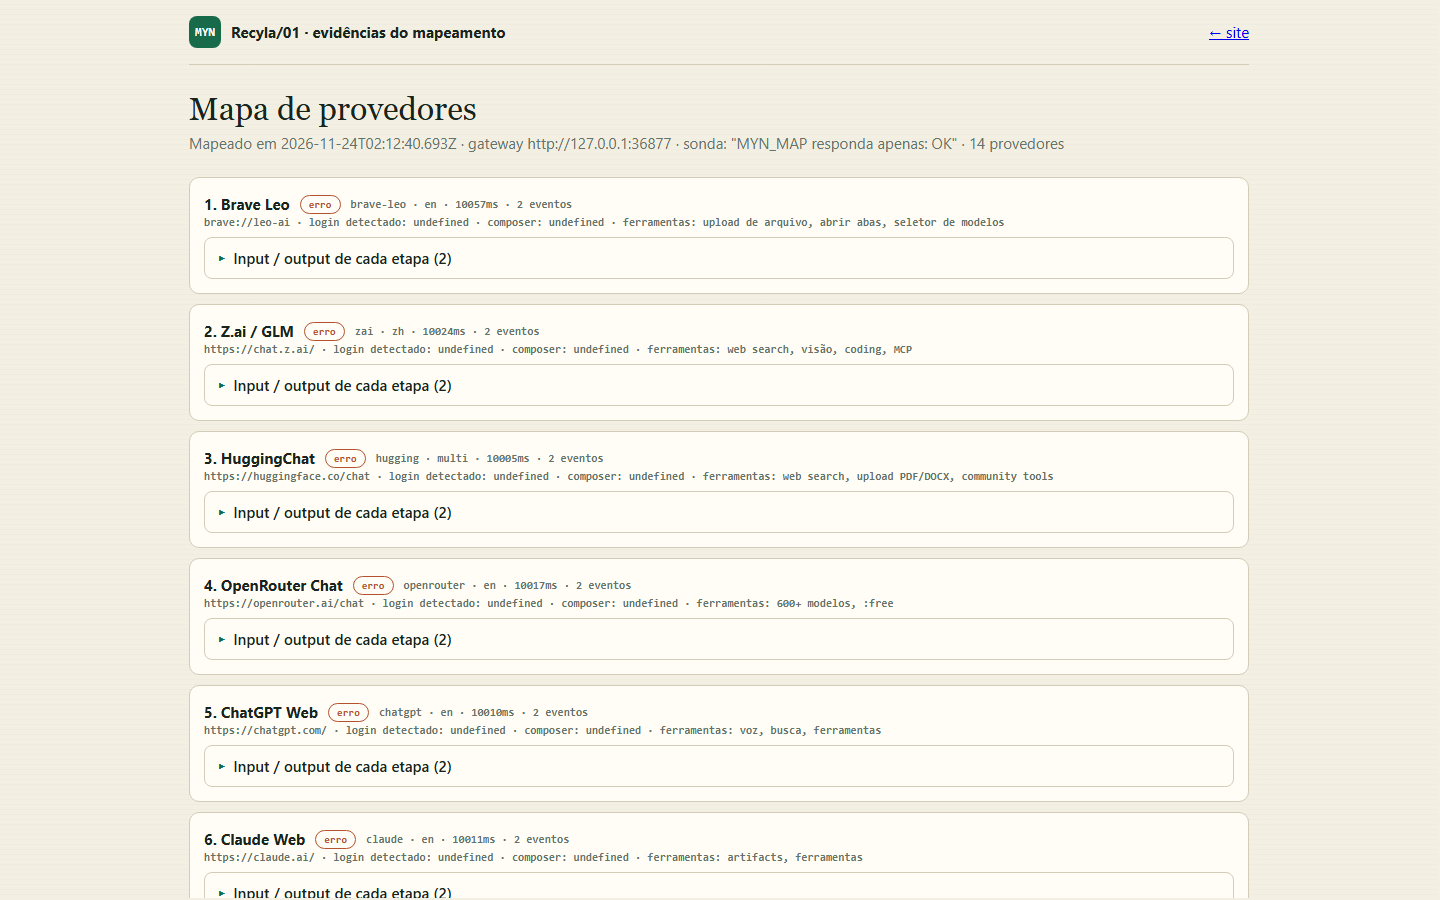 MYN Recyla/01 · evidências do mapeamento ← site
Mapa de provedores
Mapeado em 2026-11-24T02:12:40.693Z · gateway http://127.0.0.1:36877 · sonda: "MYN_MAP responda apenas: OK" · 14 provedores
1. Brave Leo erro brave-leo · en · 10057ms · 2 eventos
brave://leo-ai · login detectado: undefined · composer: undefined · ferramentas: upload de arquivo, abrir abas, seletor de modelos
▸ Input / output de cada etapa (2)
2. Z.ai / GLM erro zai · zh · 10024ms · 2 eventos
https://chat.z.ai/ · login detectado: undefined · composer: undefined · ferramentas: web search, visão, coding, MCP
▸ Input / output de cada etapa (2)
3. HuggingChat erro hugging · multi · 10005ms · 2 eventos
https://huggingface.co/chat · login detectado: undefined · composer: undefined · ferramentas: web search, upload PDF/DOCX, community tools
▸ Input / output de cada etapa (2)
4. OpenRouter Chat erro openrouter · en · 10017ms · 2 eventos
https://openrouter.ai/chat · login detectado: undefined · composer: undefined · ferramentas: 600+ modelos, :free
▸ Input / output de cada etapa (2)
5. ChatGPT Web erro chatgpt · en · 10010ms · 2 eventos
https://chatgpt.com/ · login detectado: undefined · composer: undefined · ferramentas: voz, busca, ferramentas
▸ Input / output de cada etapa (2)
6. Claude Web erro claude · en · 10011ms · 2 eventos
https://claude.ai/ · login detectado: undefined · composer: undefined · ferramentas: artifacts, ferramentas
▸ Input / output de cada etapa (2)